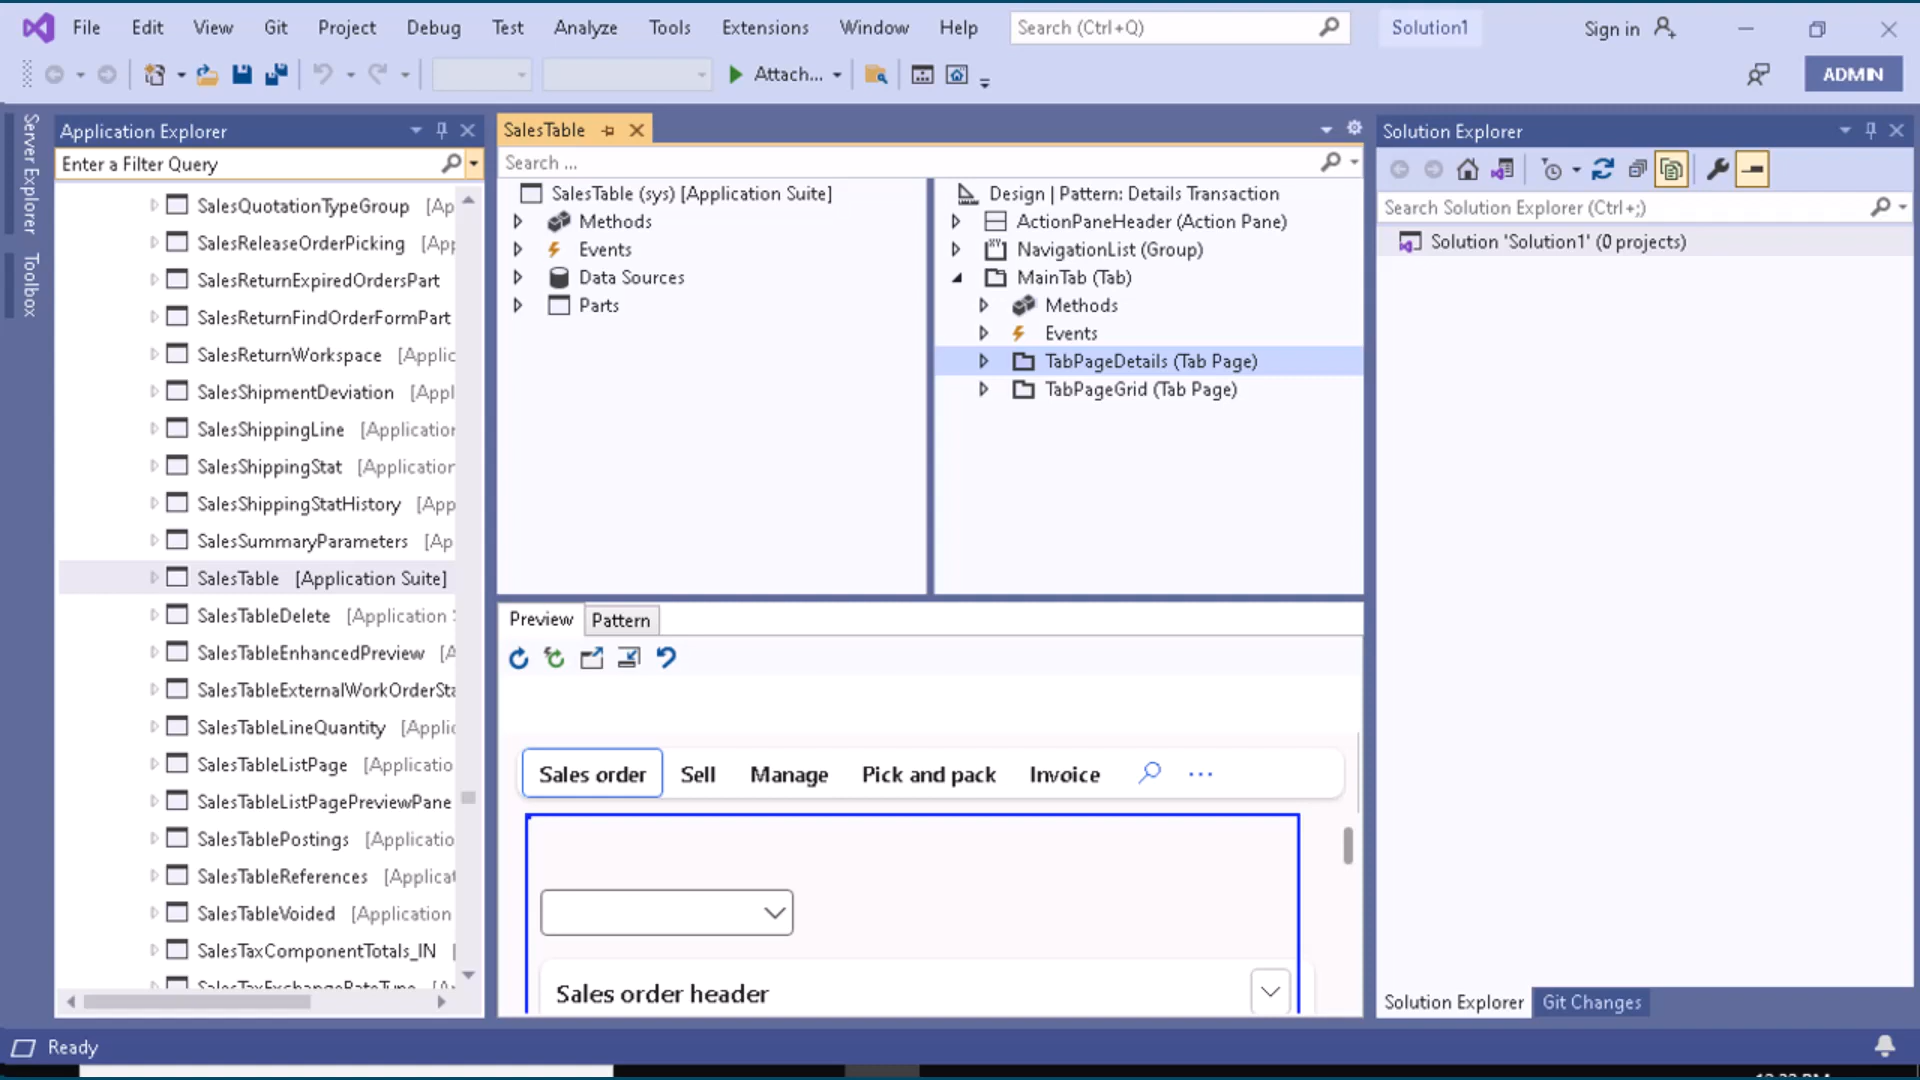 File Edit View Git Project Debug Test Analyze Tools Extensions Window Help Search (Ctrl+Q) Solution1 Sign in
Attach... ADMIN
Server Explorer
Toolbox
Application Explorer
Enter a Filter Query
SalesQuotationTypeGroup [Ap
SalesReleaseOrderPicking [App
SalesReturnExpiredOrdersPart
SalesReturnFindOrderFormPart
SalesReturnWorkspace [Applic
SalesShipmentDeviation [Appl
SalesShippingLine [Application
SalesShippingStat [Application
SalesShippingStatHistory [App
SalesSummaryParameters [Ap
SalesTable [Application Suite]
SalesTableDelete [Application
SalesTableEnhancedPreview [A
SalesTableExternalWorkOrderSta
SalesTableLineQuantity [Applic
SalesTableListPage [Applicatio
SalesTableListPagePreviewPane
SalesTablePostings [Applicatio
SalesTableReferences [Applicat
SalesTableVoided [Application
SalesTaxComponentTotals_IN [
SalesTaxExchangeRateType [A
SalesTable
Search ...
SalesTable (sys) [Application Suite]
Methods
Events
Data Sources
Parts
Design | Pattern: Details Transaction
ActionPaneHeader (Action Pane)
NavigationList (Group)
MainTab (Tab)
Methods
Events
TabPageDetails (Tab Page)
TabPageGrid (Tab Page)
Preview Pattern
Sales order Sell Manage Pick and pack Invoice
Sales order header
Solution Explorer
Search Solution Explorer (Ctrl+;)
Solution 'Solution1' (0 projects)
Solution Explorer Git Changes
Ready